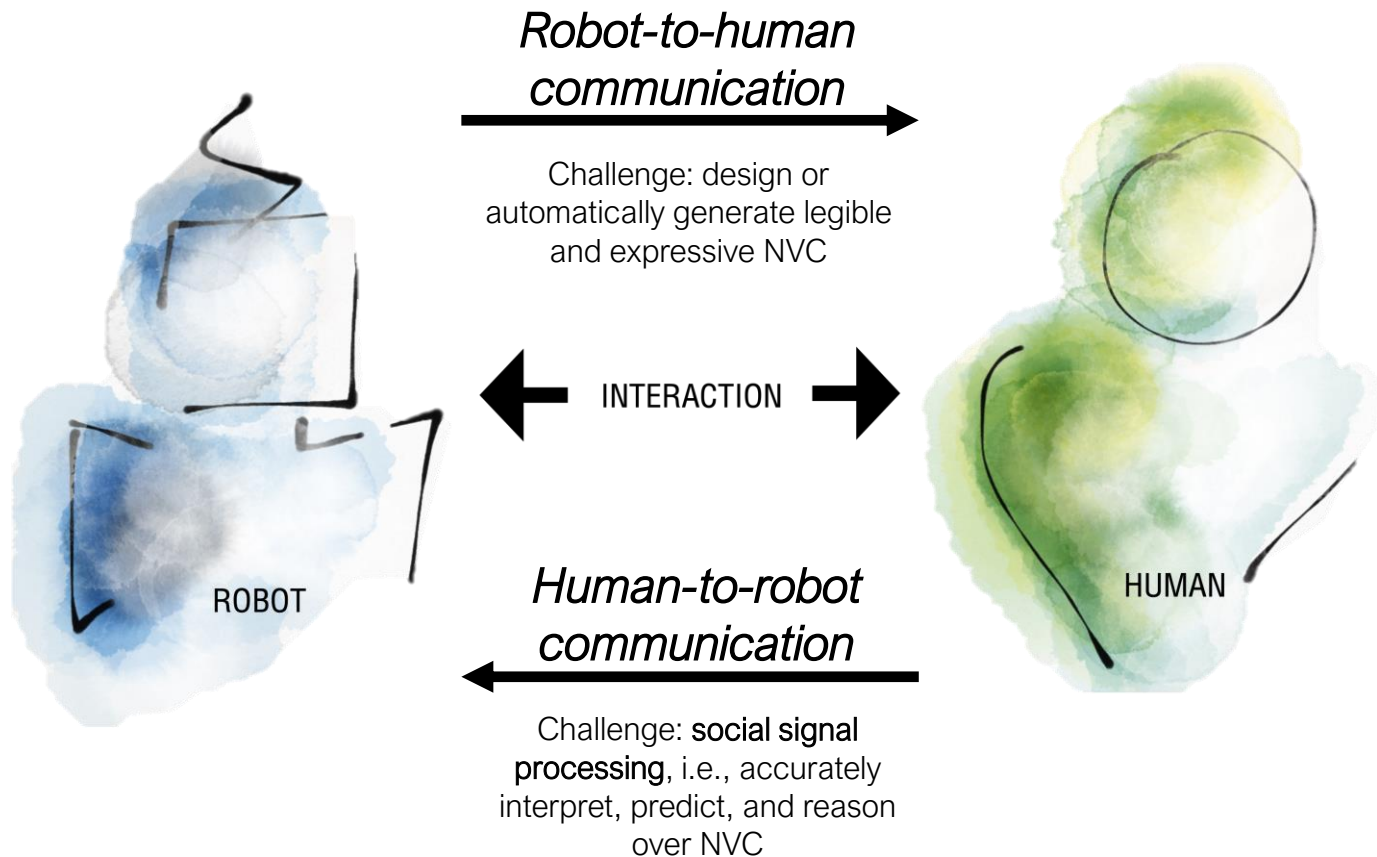 Robot-to-human
communication
Challenge: design or
automatically generate legible
and expressive NVC
INTERACTION
ROBOT
HUMAN
Human-to-robot
communication
Challenge: social signal
processing, i.e., accurately
interpret, predict, and reason
over NVC